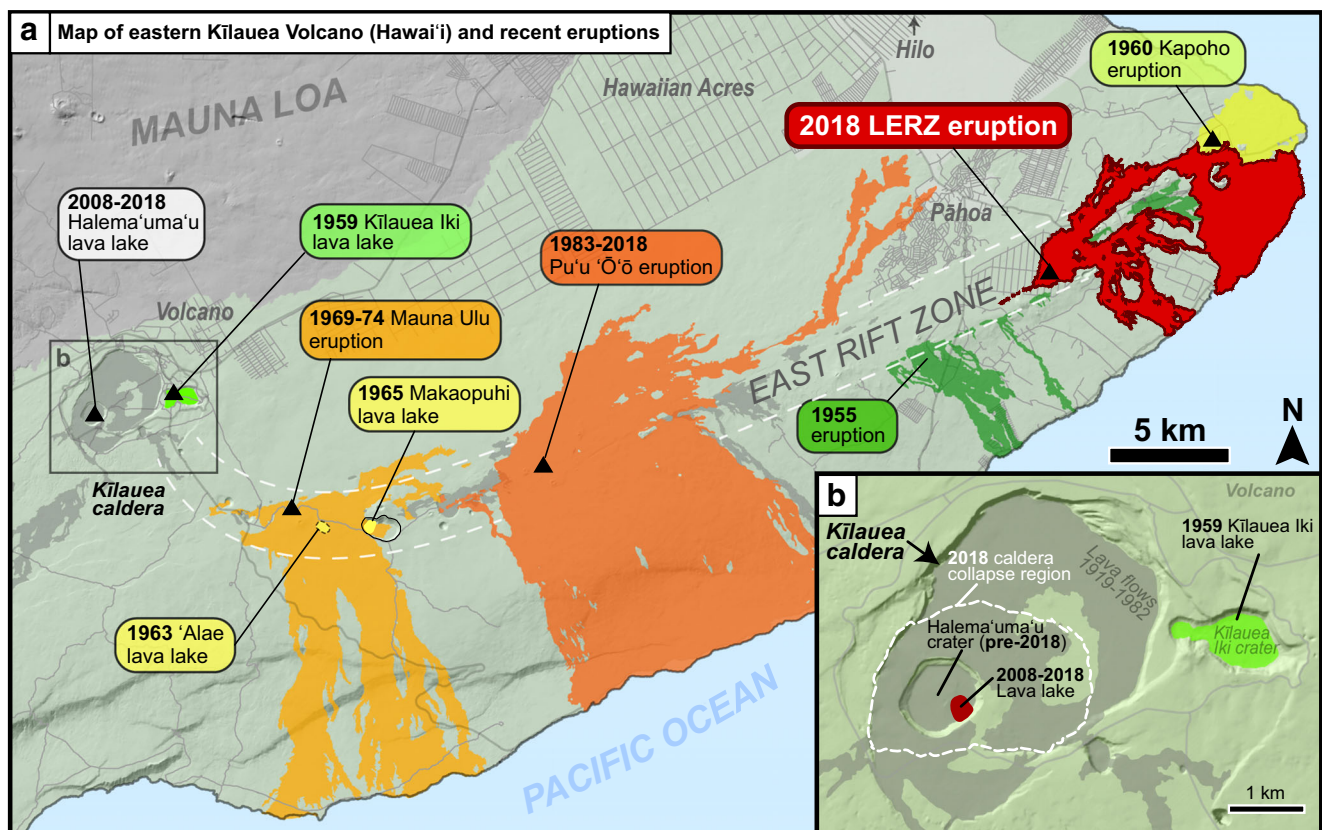 a
Map of eastern Kīlauea Volcano (Hawaiʻi) and recent eruptions
Hilo
1960 Kapoho
eruption
MAUNA LOA
Hawaiian Acres
2018 LERZ eruption
2008-2018
Halemaʻumaʻu
lava lake
1959 Kīlauea Iki
lava lake
1983-2018
Puʻu ʻŌʻō eruption
Pāhoa
Volcano
1969-74 Mauna Ulu
eruption
EAST RIFT ZONE
b
1965 Makaopuhi
lava lake
1955
eruption
5 km
N
Kīlauea
caldera
1963 ʻAlae
lava lake
PACIFIC OCEAN
b
Volcano
Kīlauea
caldera
1959 Kīlauea Iki
lava lake
2018 caldera
collapse region
Lava flows
1919-1982
Halemaʻumaʻu
crater (pre-2018)
Kīlauea
Iki crater
2008-2018
Lava lake
1 km